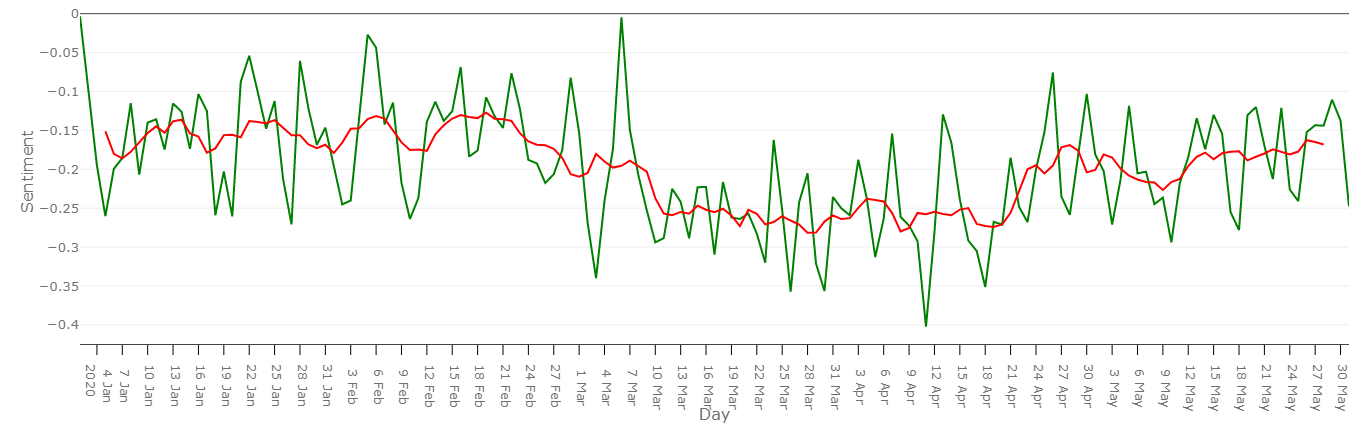 0
−0.05
−0.1
−0.15
−0.2
−0.25
−0.3
−0.35
−0.4
Sentiment
2020
4 Jan
7 Jan
10 Jan
13 Jan
16 Jan
19 Jan
22 Jan
25 Jan
28 Jan
31 Jan
3 Feb
6 Feb
9 Feb
12 Feb
15 Feb
18 Feb
21 Feb
24 Feb
27 Feb
1 Mar
4 Mar
7 Mar
10 Mar
13 Mar
16 Mar
19 Mar
22 Mar
25 Mar
28 Mar
31 Mar
3 Apr
6 Apr
9 Apr
12 Apr
15 Apr
18 Apr
21 Apr
24 Apr
27 Apr
30 Apr
3 May
6 May
9 May
12 May
15 May
18 May
21 May
24 May
27 May
30 May
Day